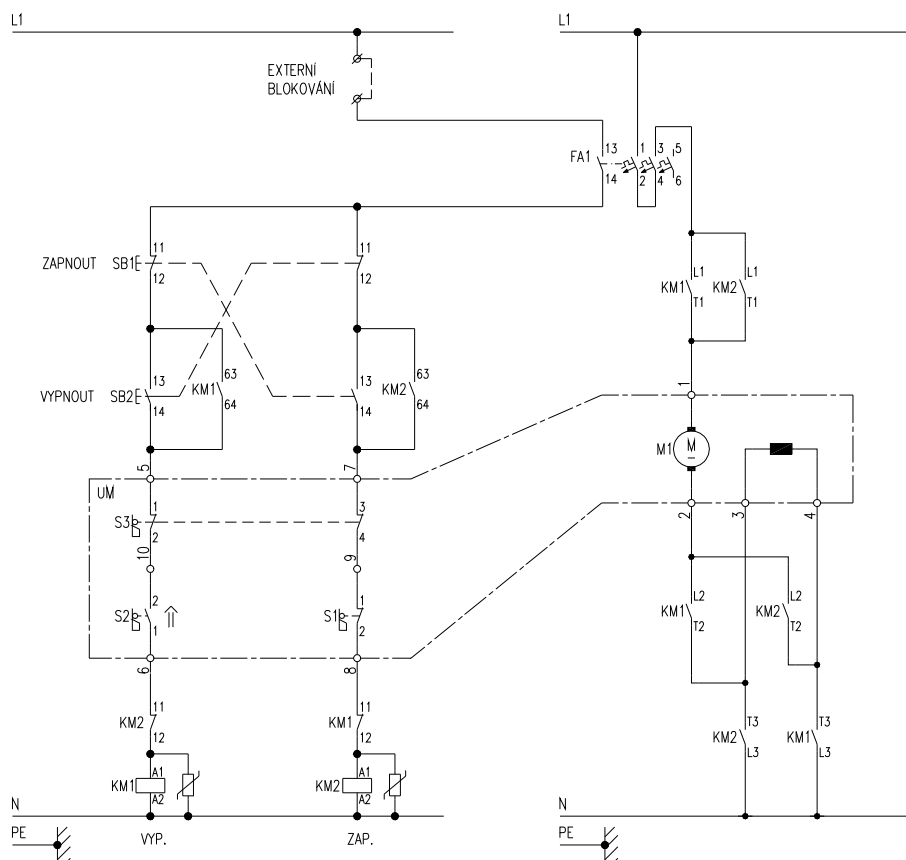 L1
L1
EXTERNÍ
BLOKOVÁNÍ
FA1
13
14
1
2
3
4
5
6
11
12
ZAPNOUT SB1
11
12
KM1
L1
T1
KM2
L1
T1
13
14
VYPNOUT SB2
KM1
63
64
13
14
KM2
63
64
1
5
7
M1
M
UM
S3
1
2
3
4
2
3
4
10
9
S2
2
1
S1
1
2
KM1
L2
T2
KM2
L2
T2
6
8
KM2
11
12
KM1
11
12
KM2
T3
L3
KM1
T3
L3
KM1
A1
A2
KM2
A1
A2
N
N
PE
VYP.
ZAP.
PE